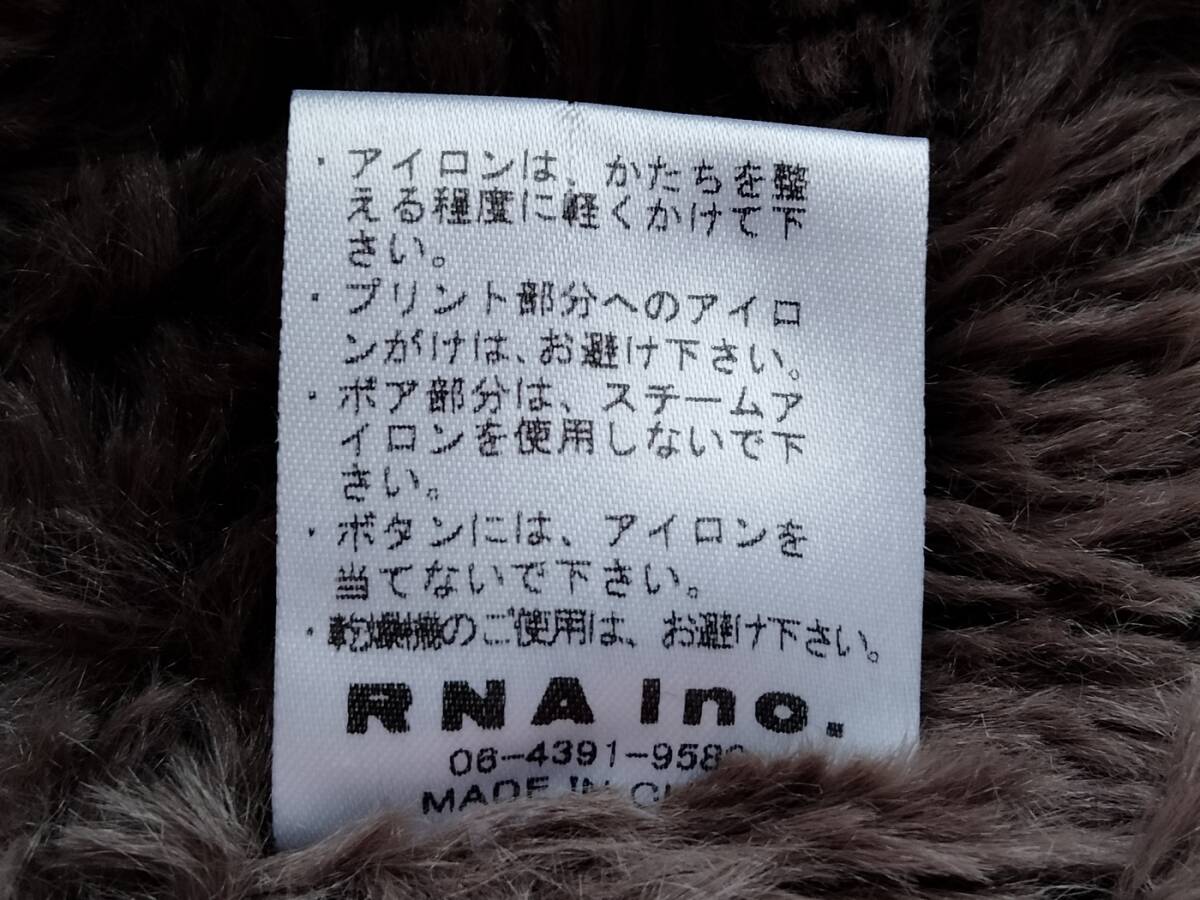 ・アイロンは、かたちを整
える程度に軽くかけて下
さい。
・プリント部分へのアイロ
ンがけは、お避け下さい。
・ボア部分は、スチームア
イロンを使用しないで下
さい。
・ボタンには、アイロンを
当てないで下さい。
・乾燥機のご使用は、お避け下さい。
RNA Inc.
MADE IN